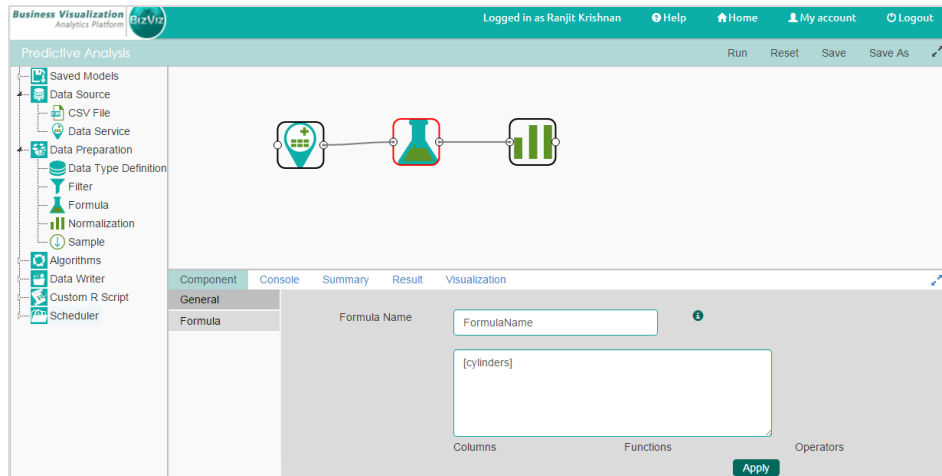 Business Visualization
Analytics Platform
BizViz
Logged in as Ranjit Krishnan
Help
Home
My account
Logout
Predictive Analysis
Run
Reset
Save
Save As
Saved Models
Data Source
CSV File
Data Service
Data Preparation
Data Type Definition
Filter
Formula
Normalization
Sample
Algorithms
Data Writer
Custom R Script
Scheduler
Component
Console
Summary
Result
Visualization
General
Formula
Formula Name
FormulaName
[cylinders]
Columns
Functions
Operators
Apply